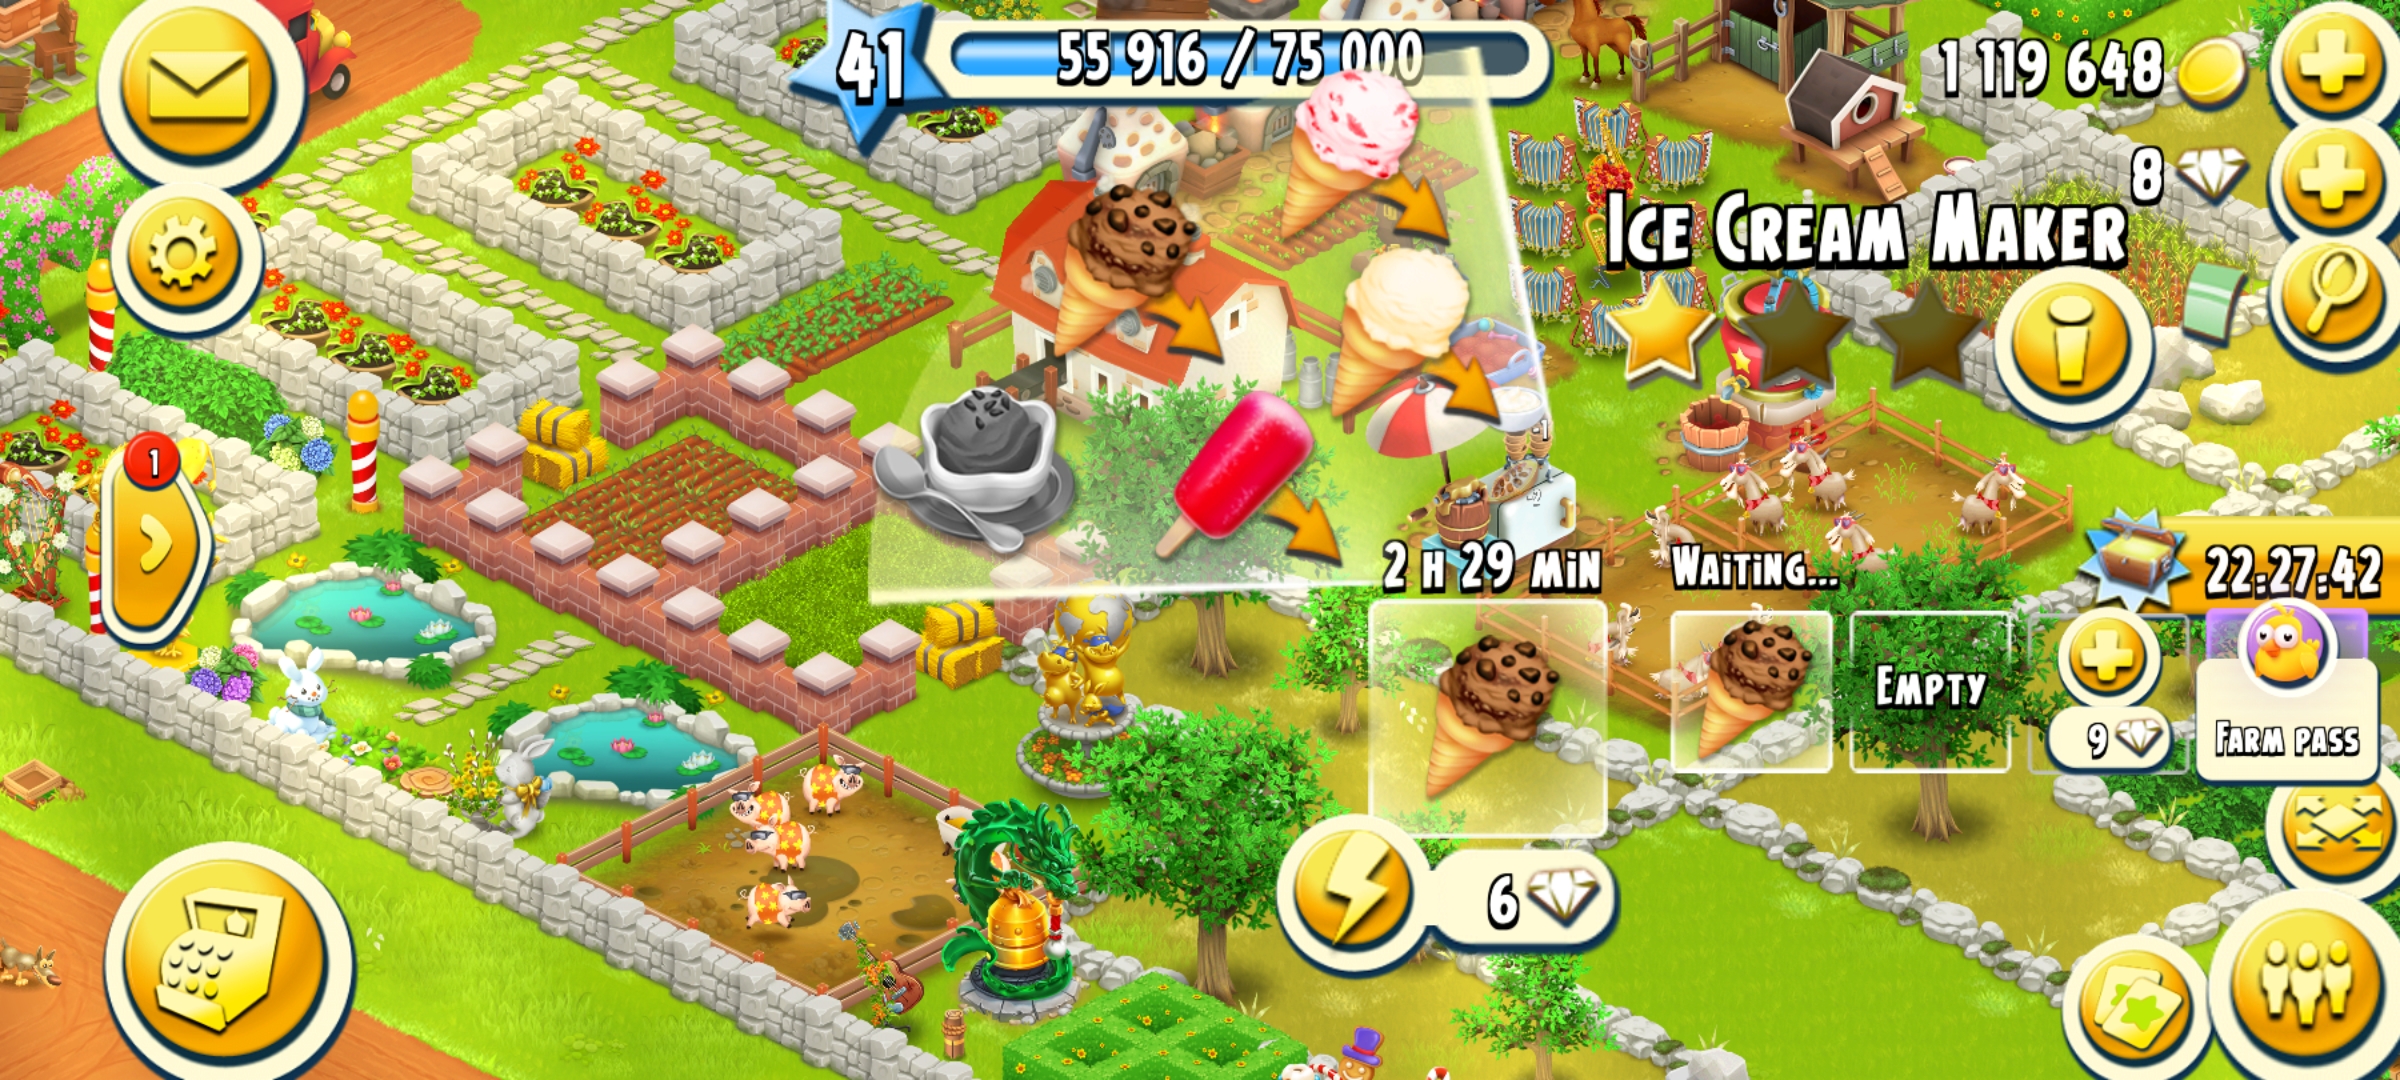 41
55 916 / 75 000
1 119 648
8
ICE CREAM MAKER
1
2 H 29 MIN
WAITING...
22:27:42
EMPTY
9
FARM PASS
6